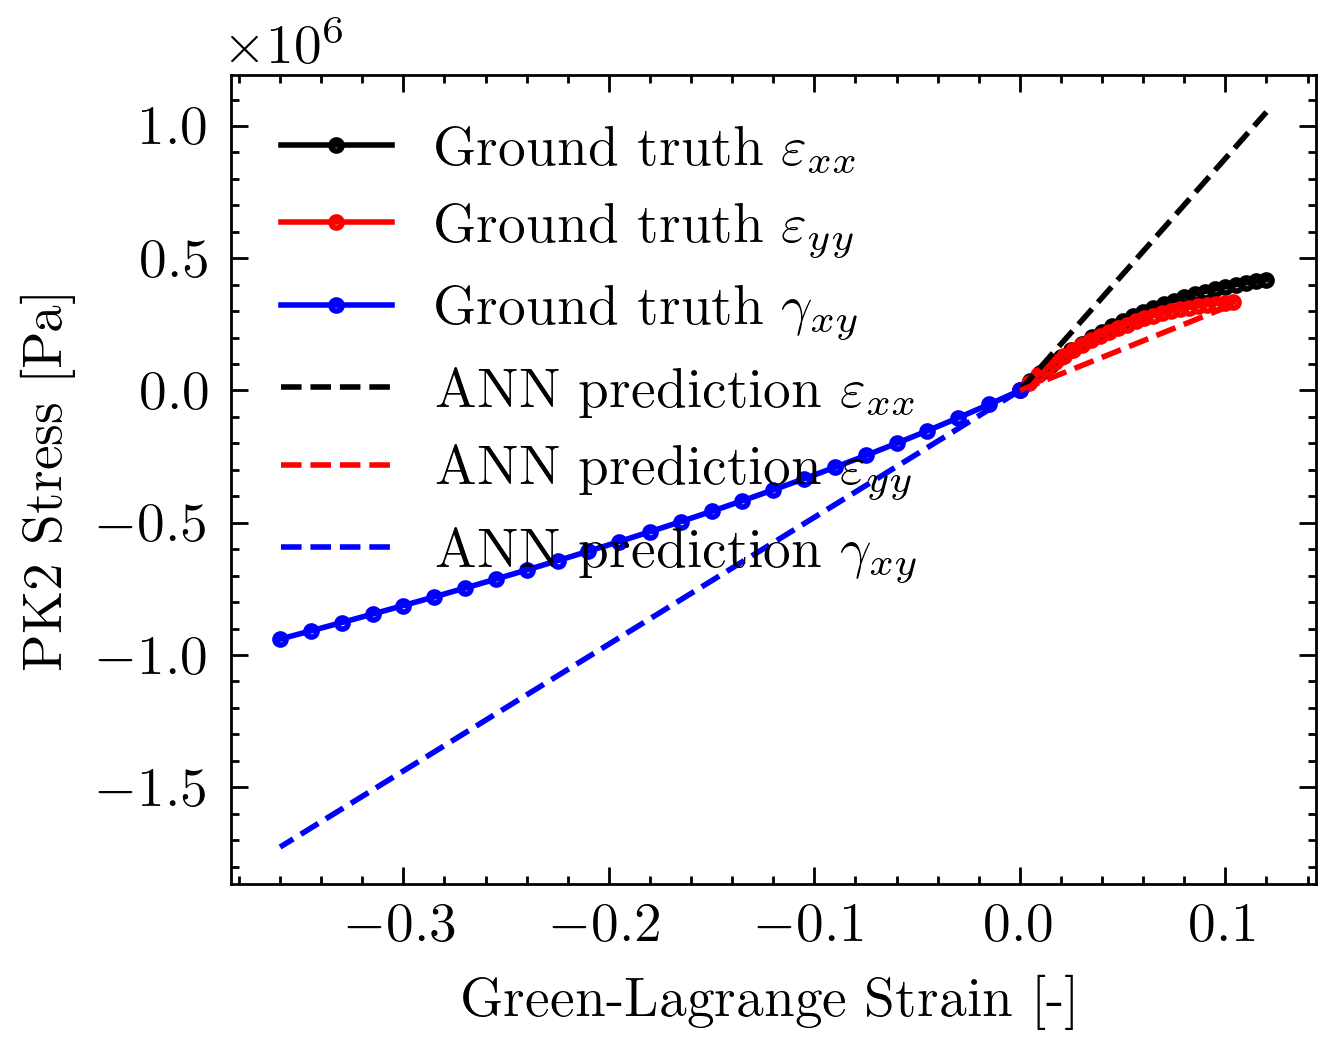 ×10⁶
1.0
0.5
0.0
−0.5
−1.0
−1.5
PK2 Stress [Pa]
Ground truth ε_xx
Ground truth ε_yy
Ground truth γ_xy
ANN prediction ε_xx
ANN prediction ε_yy
ANN prediction γ_xy
−0.3 −0.2 −0.1 0.0 0.1
Green-Lagrange Strain [-]